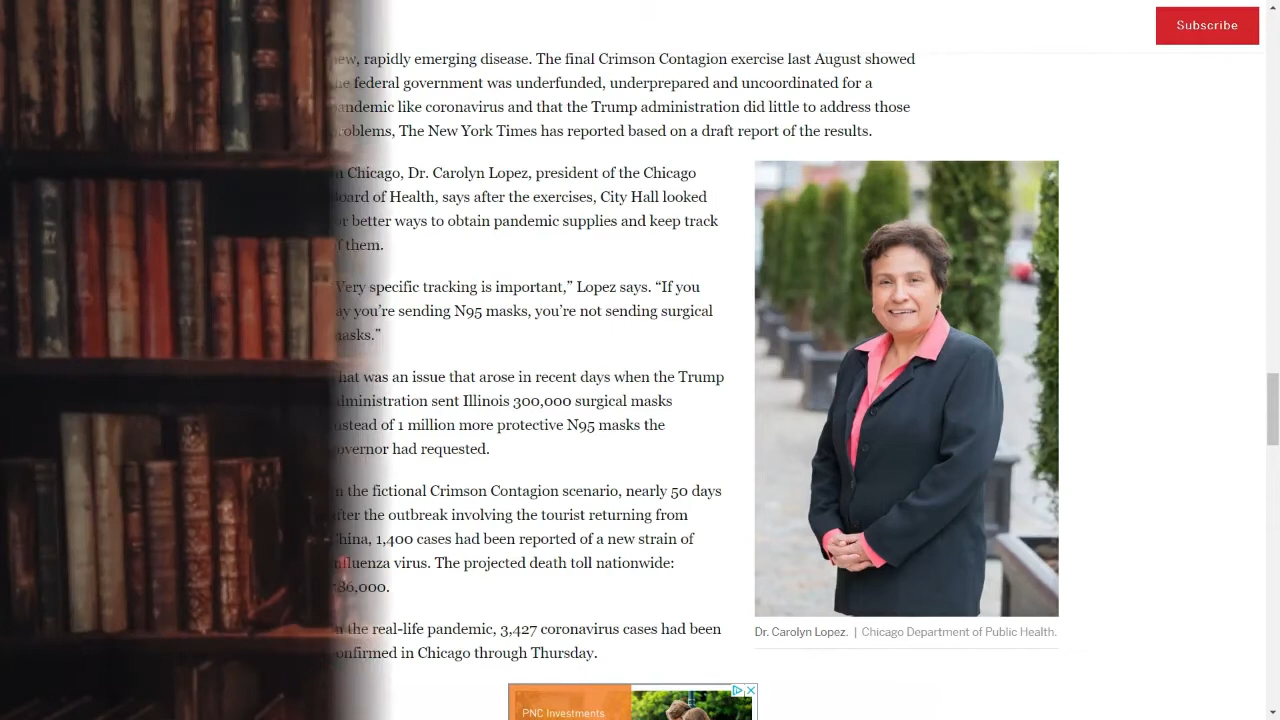 Subscribe
ew, rapidly emerging disease. The final Crimson Contagion exercise last August showed
he federal government was underfunded, underprepared and uncoordinated for a
andemic like coronavirus and that the Trump administration did little to address those
roblems, The New York Times has reported based on a draft report of the results.
n Chicago, Dr. Carolyn Lopez, president of the Chicago
oard of Health, says after the exercises, City Hall looked
or better ways to obtain pandemic supplies and keep track
f them.
Very specific tracking is important,” Lopez says. “If you
ay you’re sending N95 masks, you’re not sending surgical
masks.”
hat was an issue that arose in recent days when the Trump
dministration sent Illinois 300,000 surgical masks
nstead of 1 million more protective N95 masks the
overnor had requested.
n the fictional Crimson Contagion scenario, nearly 50 days
fter the outbreak involving the tourist returning from
China, 1,400 cases had been reported of a new strain of
nfluenza virus. The projected death toll nationwide:
586,000.
n the real-life pandemic, 3,427 coronavirus cases had been
onfirmed in Chicago through Thursday.
Dr. Carolyn Lopez. | Chicago Department of Public Health.
PNC Investments